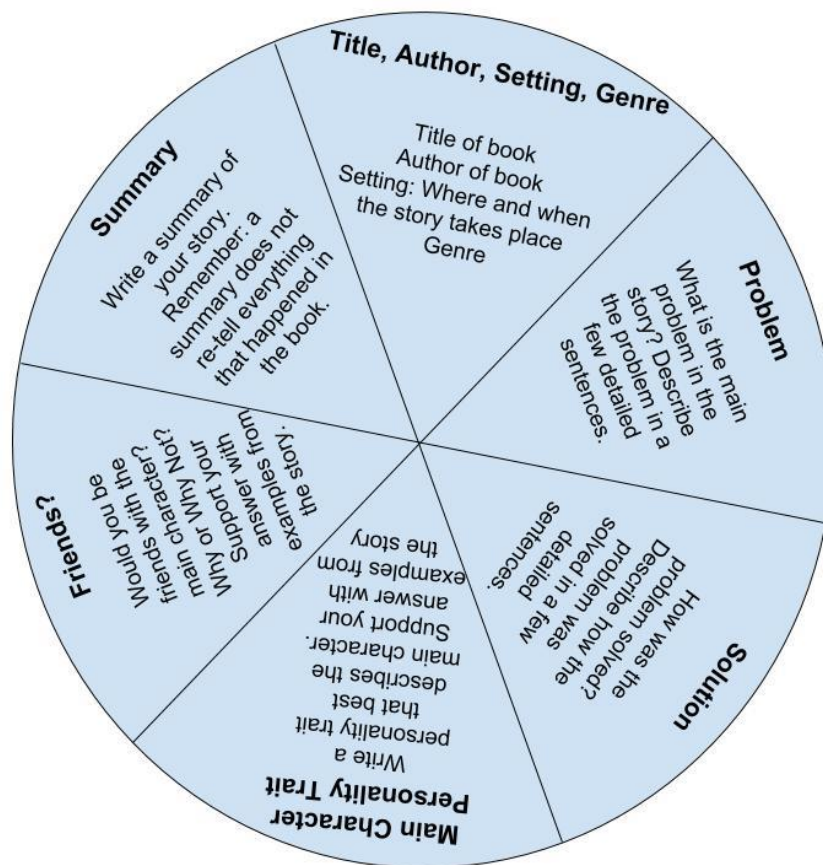 Title, Author, Setting, Genre
Title of book
Author of book
Setting: Where and when
the story takes place
Genre
Problem
What is the main
problem in the
story? Describe
the problem in a
few detailed
sentences.
Solution
How was the
problem solved?
Describe how the
problem was
solved in a few
detailed
sentences.
Main Character
Personality Trait
Write a
personality trait
that best
describes the
main character.
Support your
answer with
examples from
the story
Friends?
Would you be
friends with the
main character?
Why or Why Not?
Support your
answer with
examples from
the story.
Summary
Write a summary of
your story.
Remember: a
summary does not
re-tell everything
that happened in
the book.